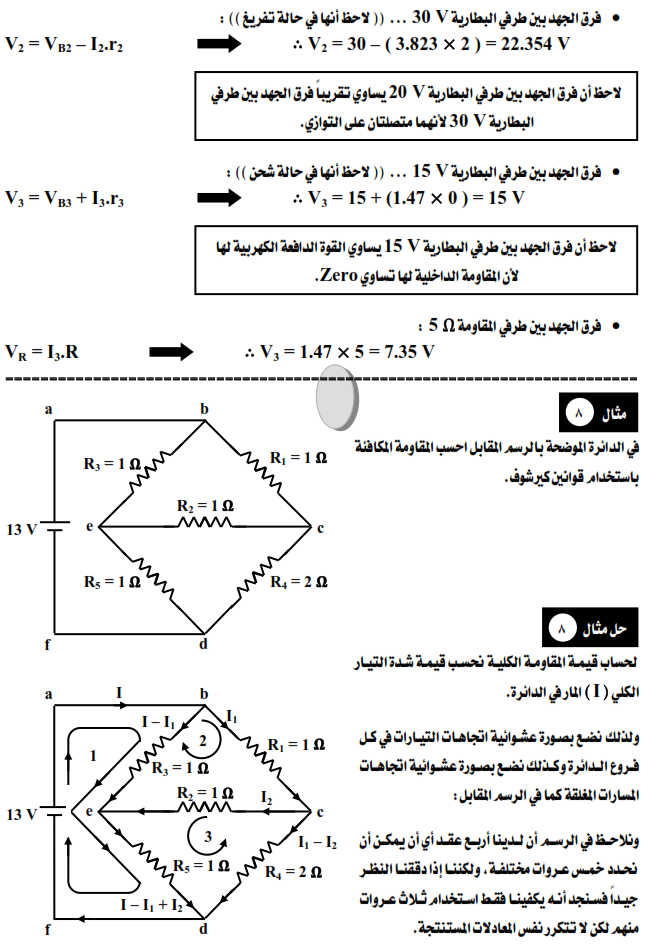 • فرق الجهد بين طرفي البطارية 30 V ... (( لاحظ أنها في حالة تفريغ )) :
V₂ = V_B2 – I₂.r₂ ➡ ∴ V₂ = 30 – ( 3.823 × 2 ) = 22.354 V
لاحظ أن فرق الجهد بين طرفي البطارية 20 V يساوي تقريباً فرق الجهد بين طرفي
البطارية 30 V لأنهما متصلتان على التوازي.
• فرق الجهد بين طرفي البطارية 15 V ... (( لاحظ أنها في حالة شحن )) :
V₃ = V_B3 + I₃.r₃ ➡ ∴ V₃ = 15 + (1.47 × 0 ) = 15 V
لاحظ أن فرق الجهد بين طرفي البطارية 15 V يساوي القوة الدافعة الكهربية لها
لأن المقاومة الداخلية لها تساوي Zero.
• فرق الجهد بين طرفي المقاومة 5 Ω :
V_R = I₃.R ➡ ∴ V₃ = 1.47 × 5 = 7.35 V
مثال ٨
في الدائرة الموضحة بالرسم المقابل احسب المقاومة المكافئة
باستخدام قوانين كيرشوف.
a b
R₃ = 1 Ω R₁ = 1 Ω
R₂ = 1 Ω
13 V e c
R₅ = 1 Ω R₄ = 2 Ω
f d
حل مثال ٨
لحساب قيمة المقاومة الكلية نحسب قيمة شدة التيار
الكلي ( I ) المار في الدائرة.
ولذلك نضع بصورة عشوائية اتجاهات التيارات في كل
فروع الدائرة وكذلك نضع بصورة عشوائية اتجاهات
المسارات المغلقة كما في الرسم المقابل :
ونلاحظ في الرسم أن لدينا أربع عقد أي أن يمكن أن
نحدد خمس عروات مختلفة، ولكننا إذا دققنا النظر
جيداً فسنجد أنه يكفينا فقط استخدام ثلاث عروات
منهم لكن لا تتكرر نفس المعادلات المستنتجة.
a I b
I – I₁ I₁
1 2
R₃ = 1 Ω R₁ = 1 Ω
R₂ = 1 Ω I₂
13 V e c
3 I₁ – I₂
R₅ = 1 Ω R₄ = 2 Ω
I – I₁ + I₂
f d